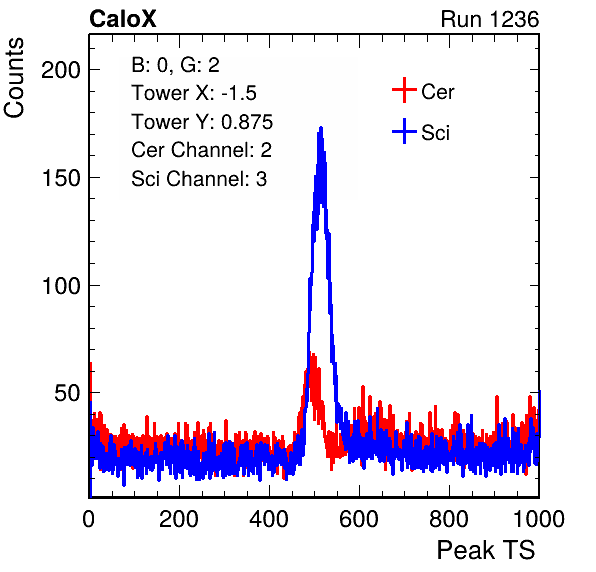 CaloX Run 1236
Counts
B: 0, G: 2
Tower X: -1.5
Tower Y: 0.875
Cer Channel: 2
Sci Channel: 3
Cer
Sci
200
150
100
50
0 200 400 600 800 1000
Peak TS